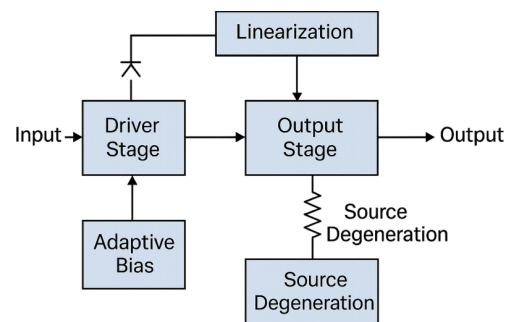 Linearization
Input
Driver
Stage
Output
Stage
Output
Adaptive
Bias
Source
Degeneration
Source
Degeneration